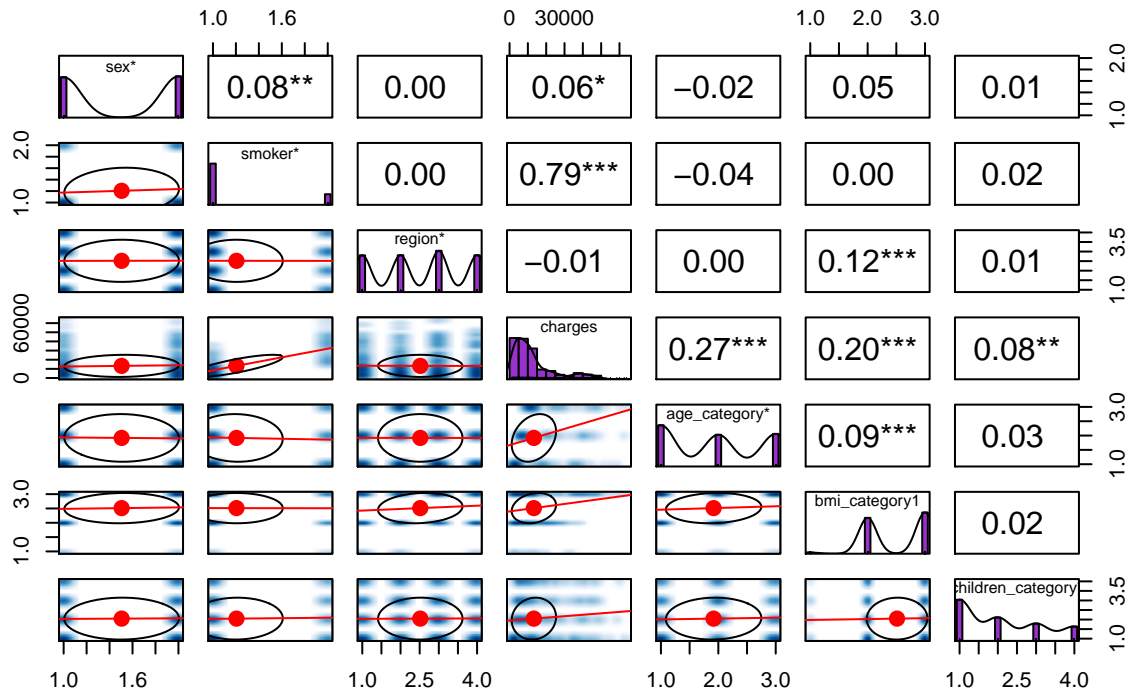 1.0 1.6 0 30000 1.0 2.0 3.0
sex* 0.08** 0.00 0.06* −0.02 0.05 0.01 1.0 2.0
1.0 2.0 smoker* 0.00 0.79*** −0.04 0.00 0.02
region* −0.01 0.00 0.12*** 0.01 1.0 3.5
0 60000 charges 0.27*** 0.20*** 0.08**
age_category* 0.09*** 0.03 1.0 3.0
1.0 3.0 bmi_category1 0.02
children_category 1.0 3.5
1.0 1.6 1.0 2.5 4.0 1.0 2.0 3.0 1.0 2.5 4.0